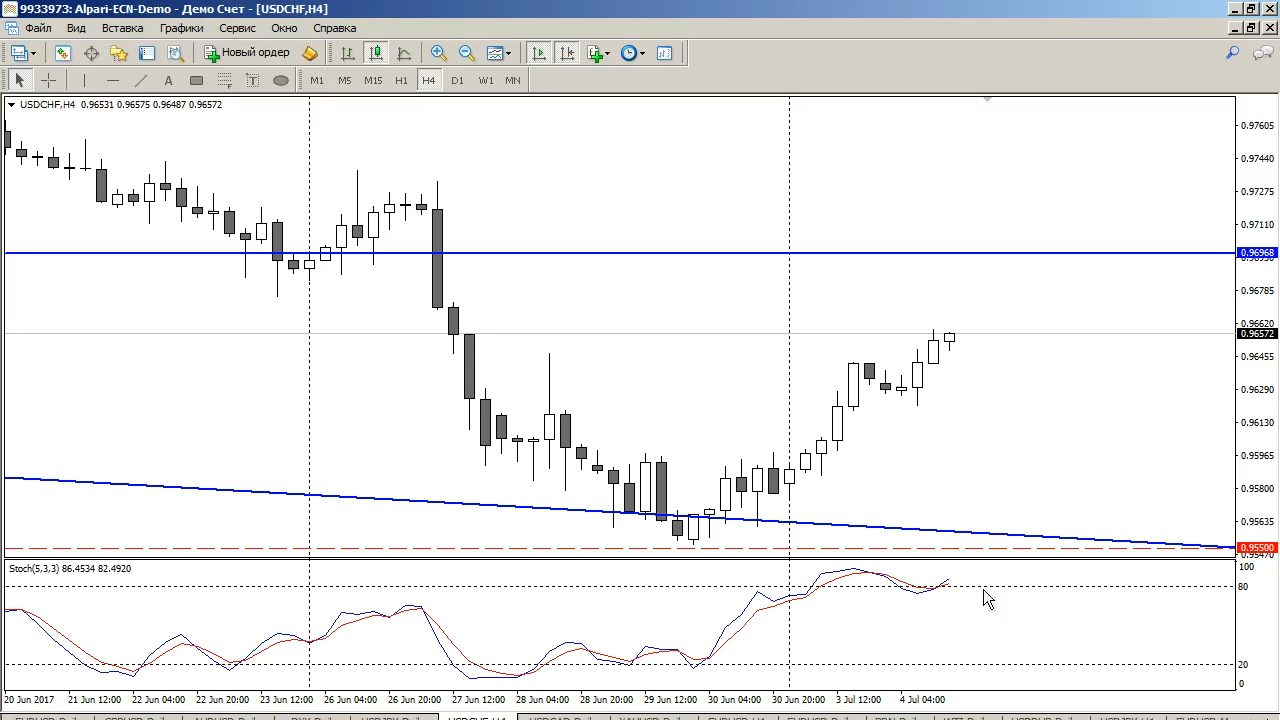 9933973: Alpari-ECN-Demo - Демо Счет - [USDCHF,H4]
Файл Вид Вставка Графики Сервис Окно Справка
Новый ордер
A T M1 M5 M15 H1 H4 D1 W1 MN
USDCHF,H4 0.96531 0.96575 0.96487 0.96572
0.97605
0.97440
0.97275
0.97110
0.96968
0.96785
0.96620
0.96572
0.96455
0.96290
0.96130
0.95965
0.95800
0.95635
0.95500
0.95470
Stoch(5,3,3) 86.4534 82.4920
100
80
20
0
20 Jun 2017 21 Jun 12:00 22 Jun 04:00 22 Jun 20:00 23 Jun 12:00 26 Jun 04:00 26 Jun 20:00 27 Jun 12:00 28 Jun 04:00 28 Jun 20:00 29 Jun 12:00 30 Jun 04:00 30 Jun 20:00 3 Jul 12:00 4 Jul 04:00